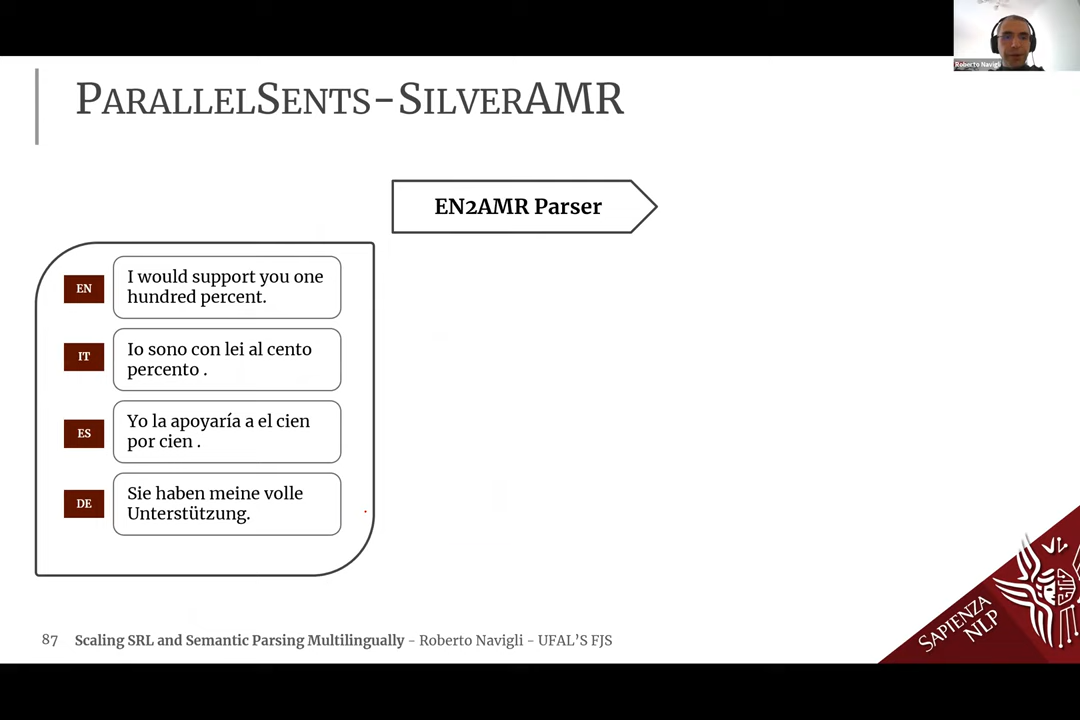 Roberto Navigli
PARALLELSENTS-SILVERAMR
EN2AMR Parser
EN
I would support you one
hundred percent.
IT
Io sono con lei al cento
percento .
ES
Yo la apoyaría a el cien
por cien .
DE
Sie haben meine volle
Unterstützung.
87 Scaling SRL and Semantic Parsing Multilingually - Roberto Navigli - UFAL’S FJS
SAPIENZA
NLP